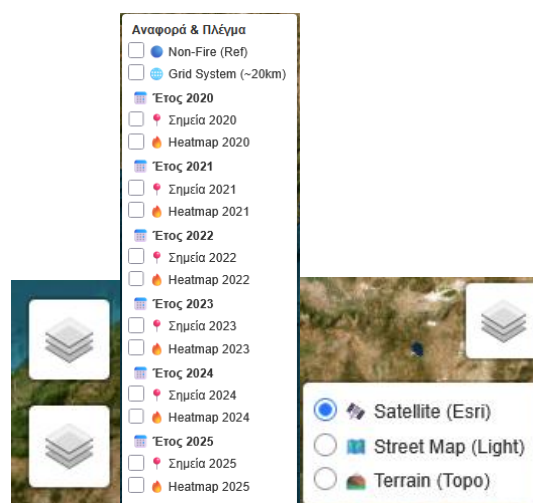 Αναφορά & Πλέγμα
Non-Fire (Ref)
Grid System (~20km)
Έτος 2020
Σημεία 2020
Heatmap 2020
Έτος 2021
Σημεία 2021
Heatmap 2021
Έτος 2022
Σημεία 2022
Heatmap 2022
Έτος 2023
Σημεία 2023
Heatmap 2023
Έτος 2024
Σημεία 2024
Heatmap 2024
Έτος 2025
Σημεία 2025
Heatmap 2025
Satellite (Esri)
Street Map (Light)
Terrain (Topo)